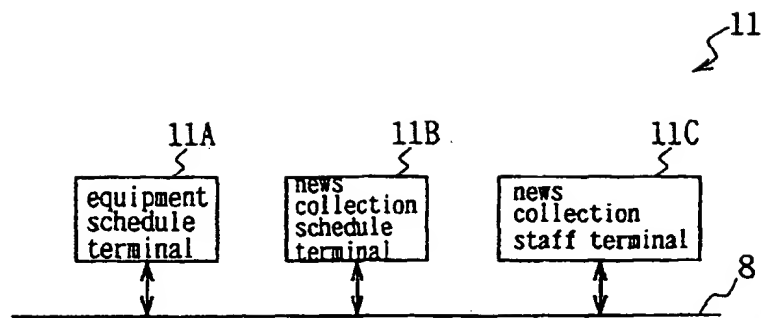 11
11A
11B
11C
equipment
schedule
terminal
news
collection
schedule
terminal
news
collection
staff terminal
8